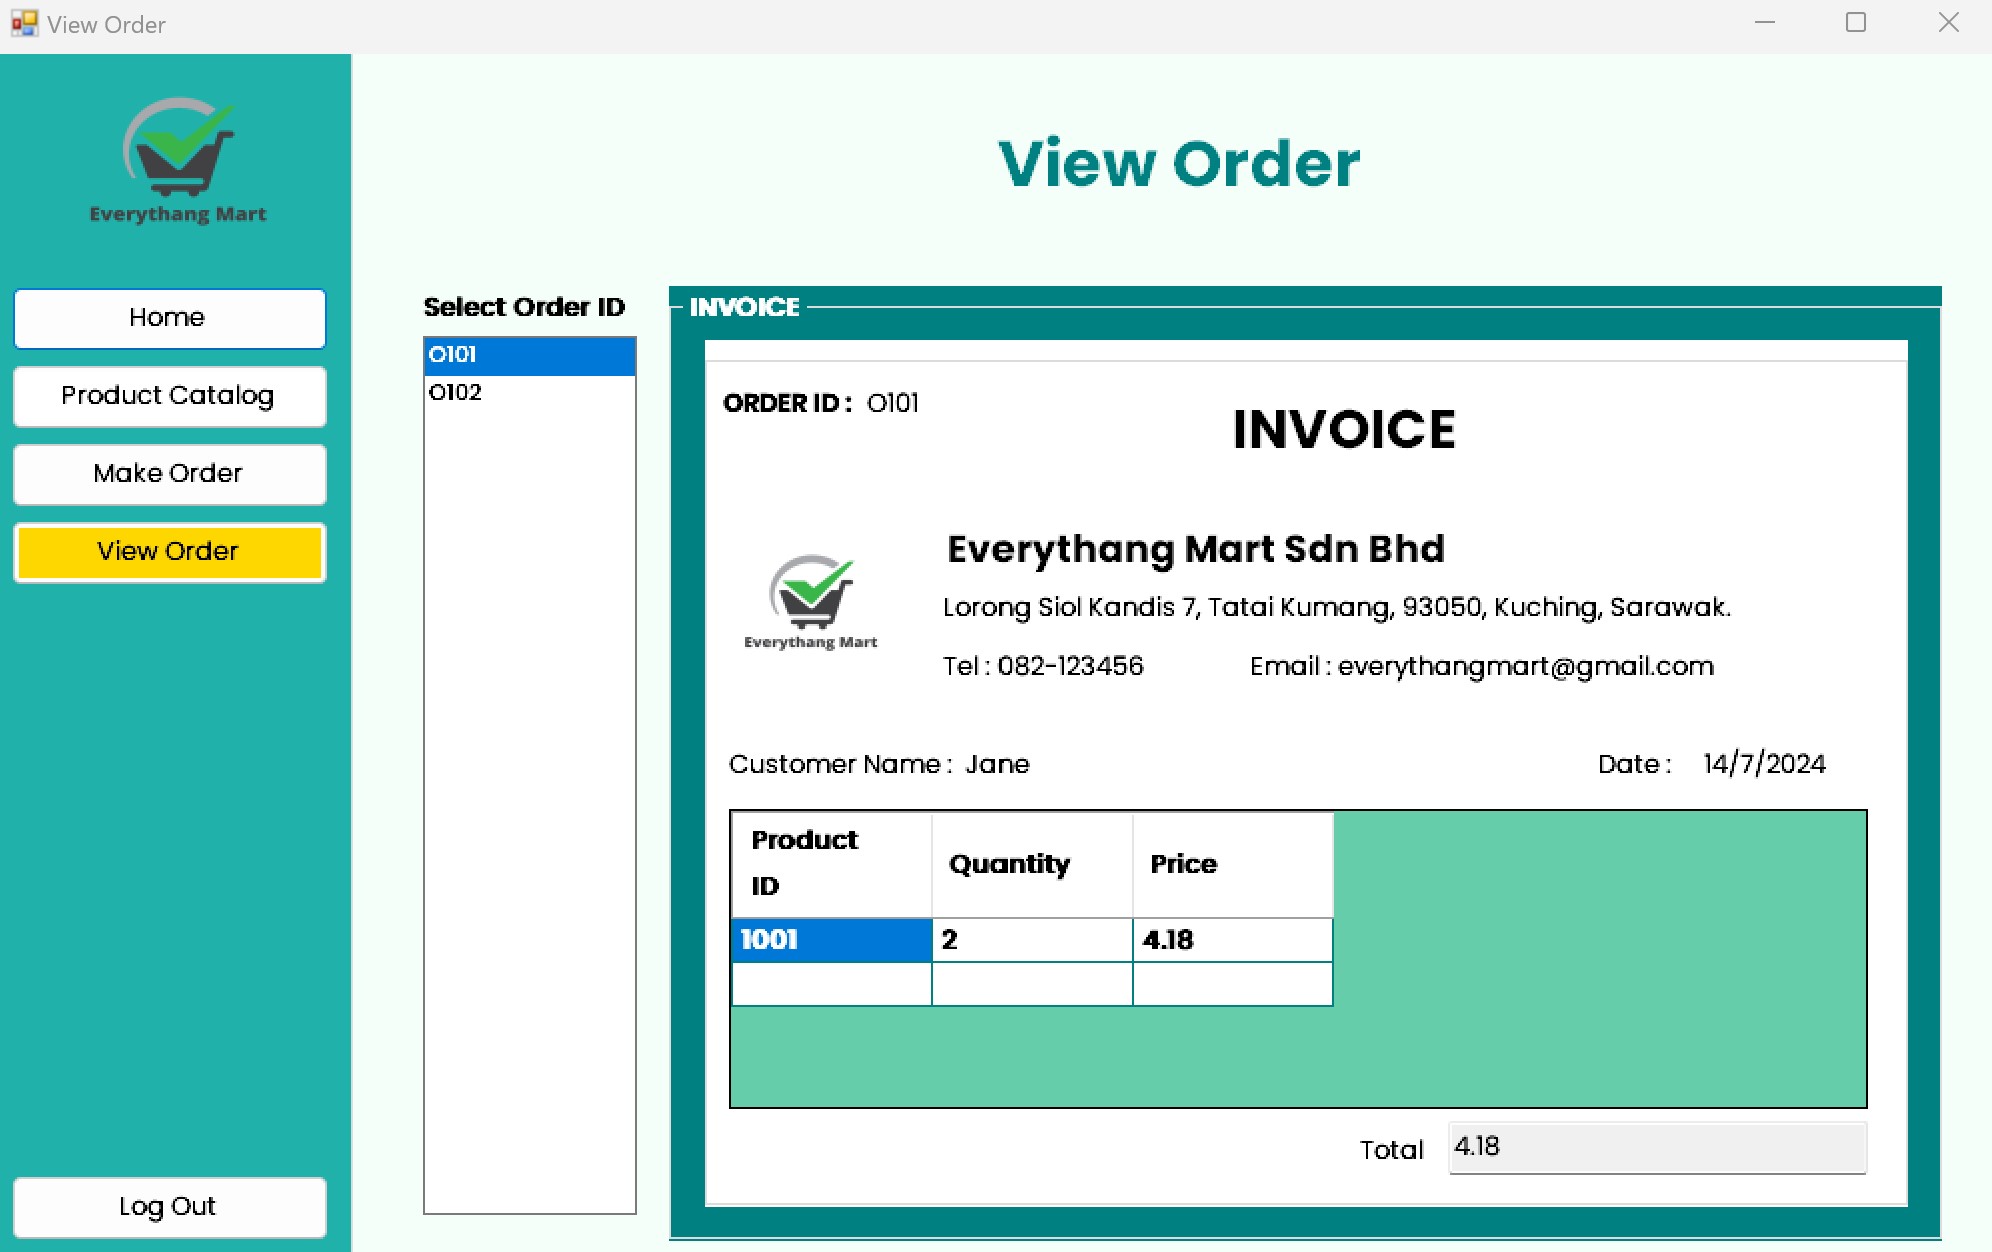 View Order
Everythang Mart
Home
Product Catalog
Make Order
View Order
Log Out
View Order
Select Order ID
O101
O102
INVOICE
ORDER ID : O101
INVOICE
Everythang Mart
Everythang Mart Sdn Bhd
Lorong Siol Kandis 7, Tatai Kumang, 93050, Kuching, Sarawak.
Tel : 082-123456 Email : everythangmart@gmail.com
Customer Name : Jane Date : 14/7/2024
Product
ID
Quantity Price
1001 2 4.18
Total 4.18